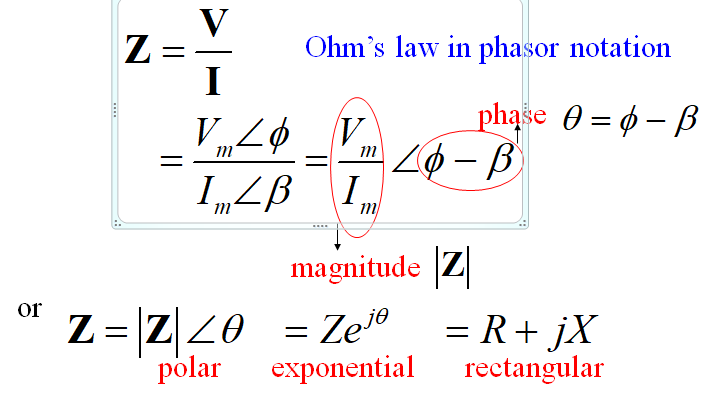 Z = V/I Ohm's law in phasor notation
= V_m∠ϕ / I_m∠β = V_m / I_m ∠ϕ − β phase θ = ϕ − β
magnitude |Z|
or Z = |Z|∠θ = Ze^{jθ} = R + jX
polar exponential rectangular